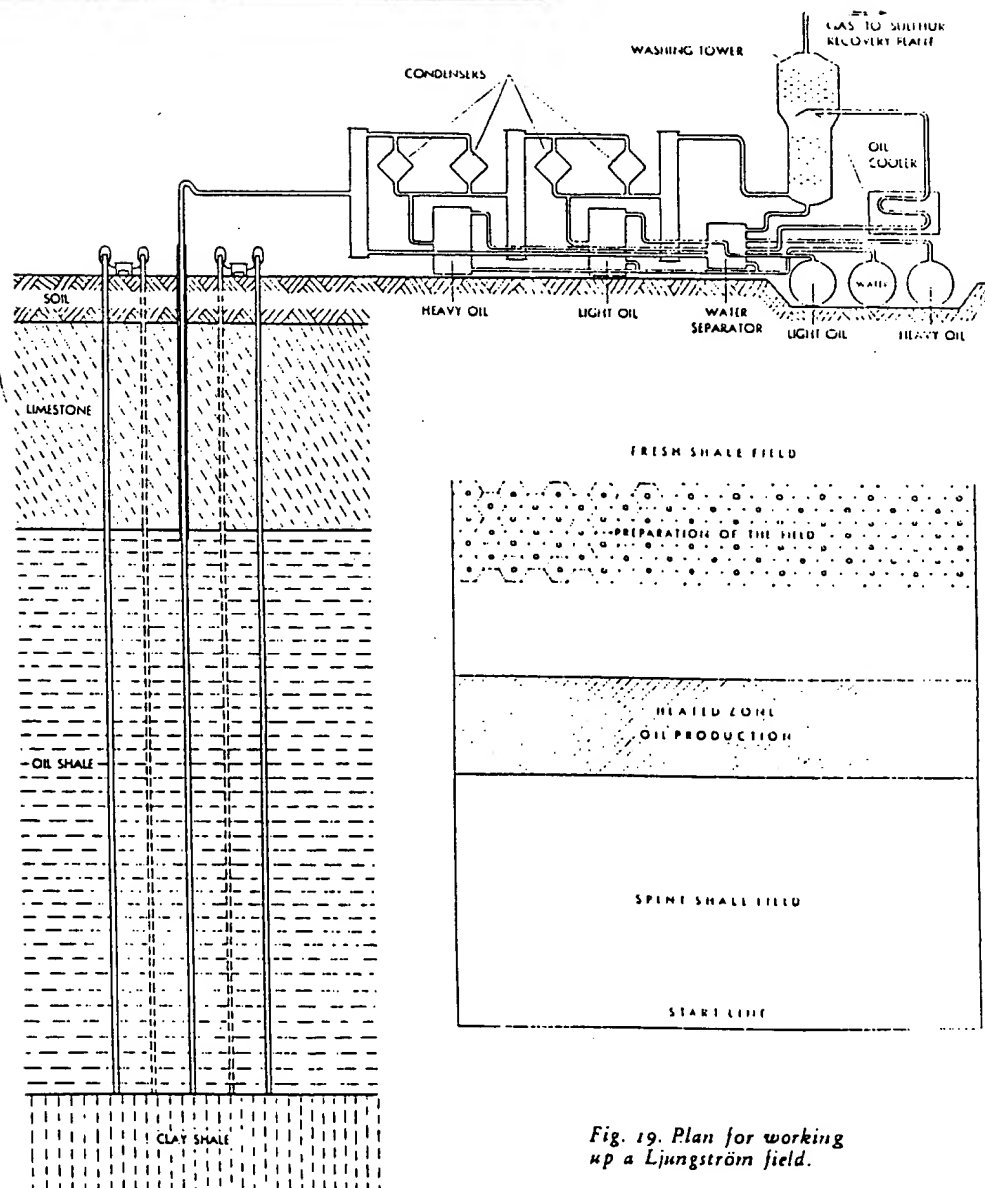 GAS TO SULPHUR
RECOVERY PLANT
WASHING TOWER
CONDENSERS
OIL
COOLER
SOIL
HEAVY OIL
LIGHT OIL
WATER
SEPARATOR
LIGHT OIL
WATER
HEAVY OIL
LIMESTONE
FRESH SHALE FIELD
PREPARATION OF THE FIELD
HEATED ZONE
OIL PRODUCTION
OIL SHALE
SPENT SHALE FIELD
START LINE
CLAY SHALE
Fig. 19. Plan for working
up a Ljungström field.